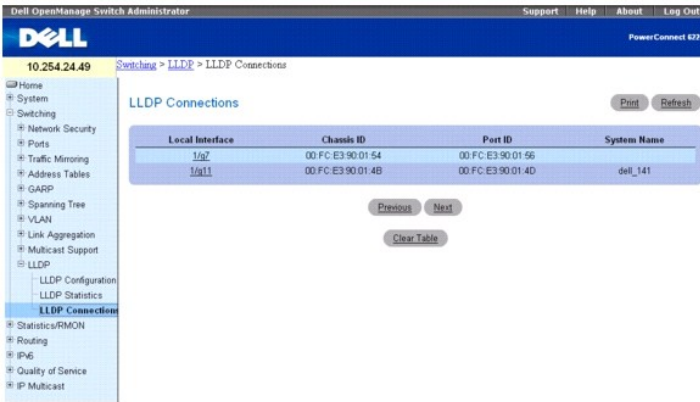 Dell OpenManage Switch Administrator
Support Help About Log Out
DELL
PowerConnect 622
10.254.24.49
Switching > LLDP > LLDP Connections
Home
System
Switching
Network Security
Ports
Traffic Mirroring
Address Tables
GARP
Spanning Tree
VLAN
Link Aggregation
Multicast Support
LLDP
LLDP Configuration
LLDP Statistics
LLDP Connections
Statistics/RMON
Routing
IPv6
Quality of Service
IP Multicast
LLDP Connections
Print Refresh
Local Interface Chassis ID Port ID System Name
1/g7 00:FC:E3:90:01:54 00:FC:E3:90:01:56
1/g11 00:FC:E3:90:01:4B 00:FC:E3:90:01:4D dell_141
Previous Next
Clear Table